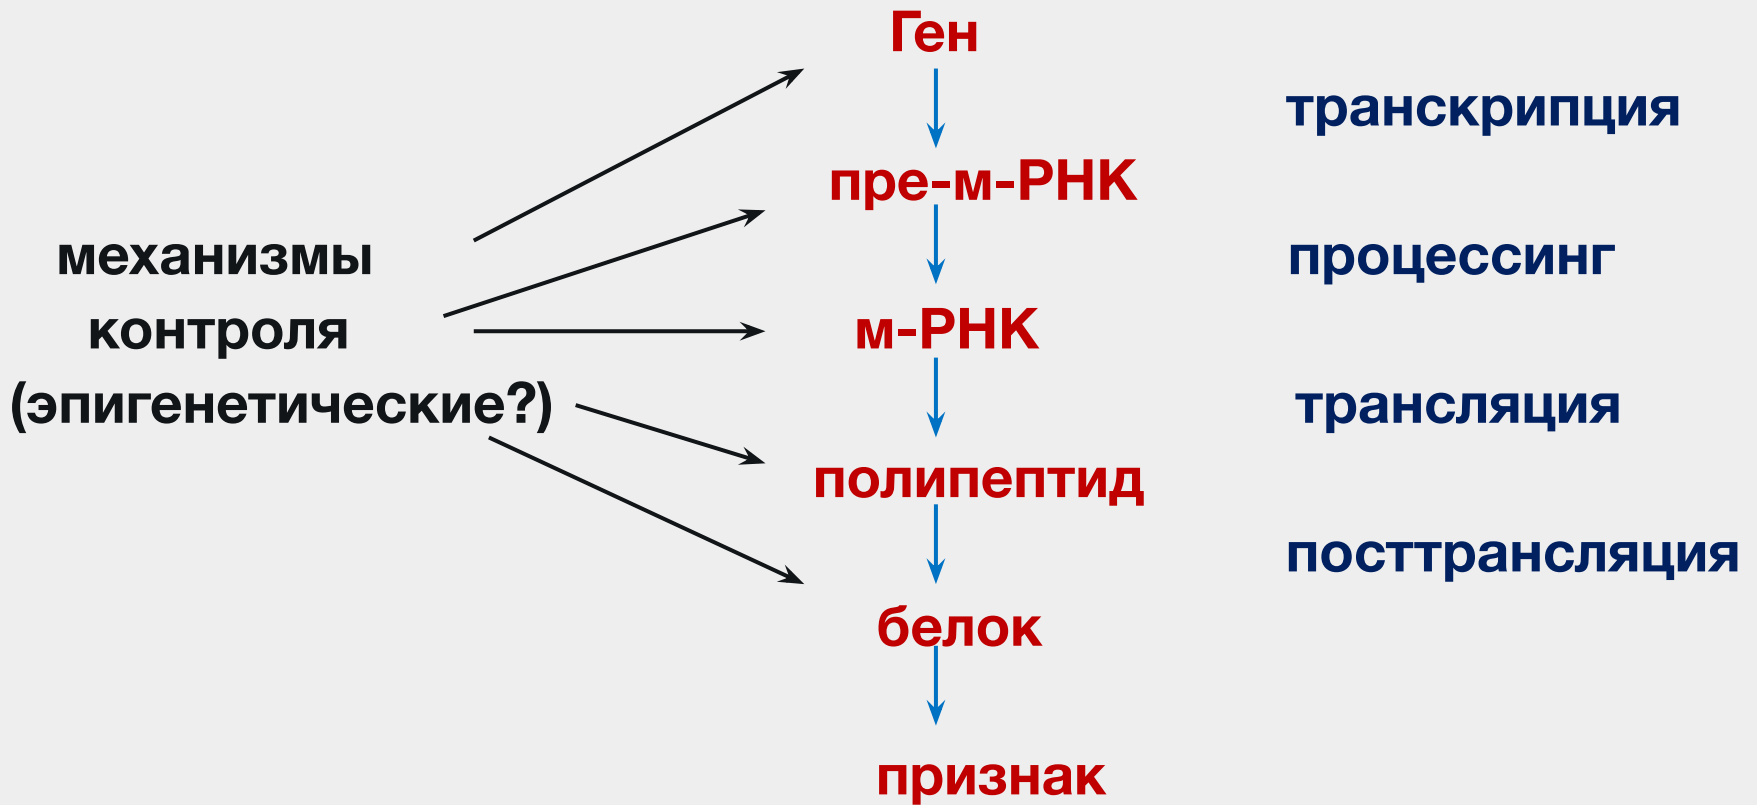 Ген
транскрипция
пре-м-РНК
механизмы
процессинг
контроля
м-РНК
(эпигенетические?)
трансляция
полипептид
посттрансляция
белок
признак